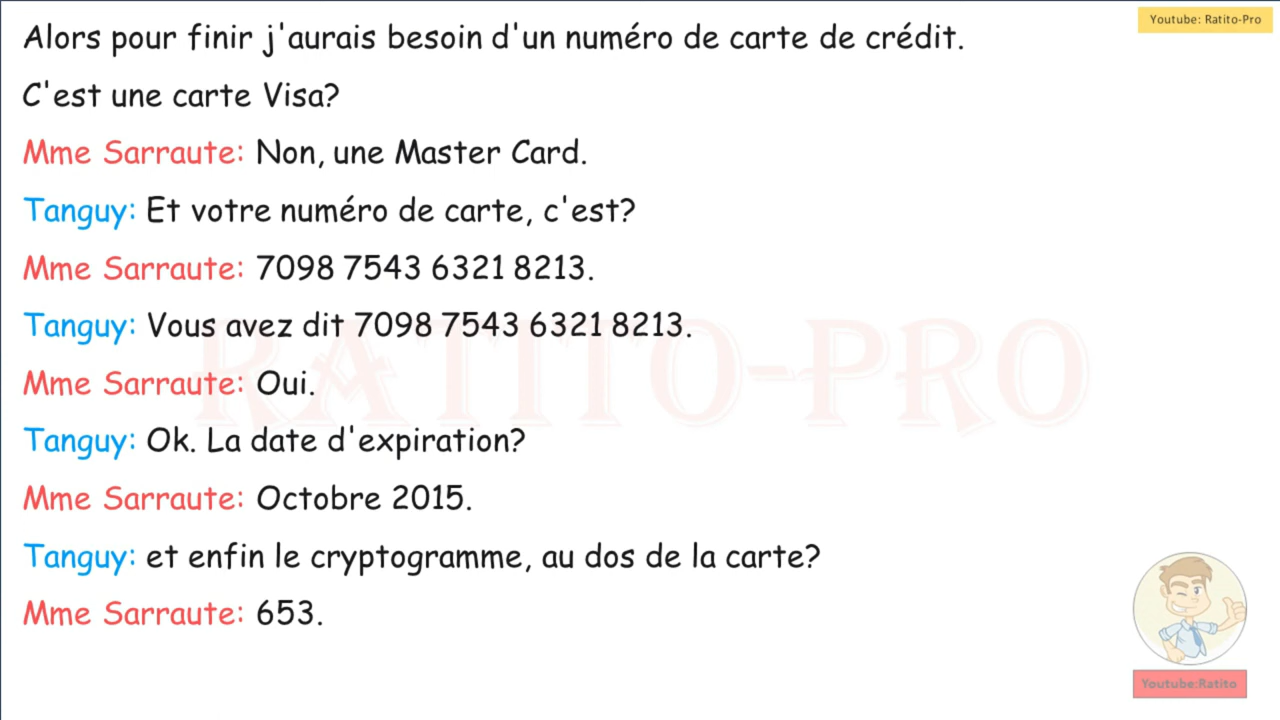 Youtube: Ratito-Pro
Alors pour finir j'aurais besoin d'un numéro de carte de crédit.
C'est une carte Visa?
Mme Sarraute: Non, une Master Card.
Tanguy: Et votre numéro de carte, c'est?
Mme Sarraute: 7098 7543 6321 8213.
Tanguy: Vous avez dit 7098 7543 6321 8213.
RATITO-PRO
Mme Sarraute: Oui.
Tanguy: Ok. La date d'expiration?
Mme Sarraute: Octobre 2015.
Tanguy: et enfin le cryptogramme, au dos de la carte?
Mme Sarraute: 653.
Youtube:Ratito